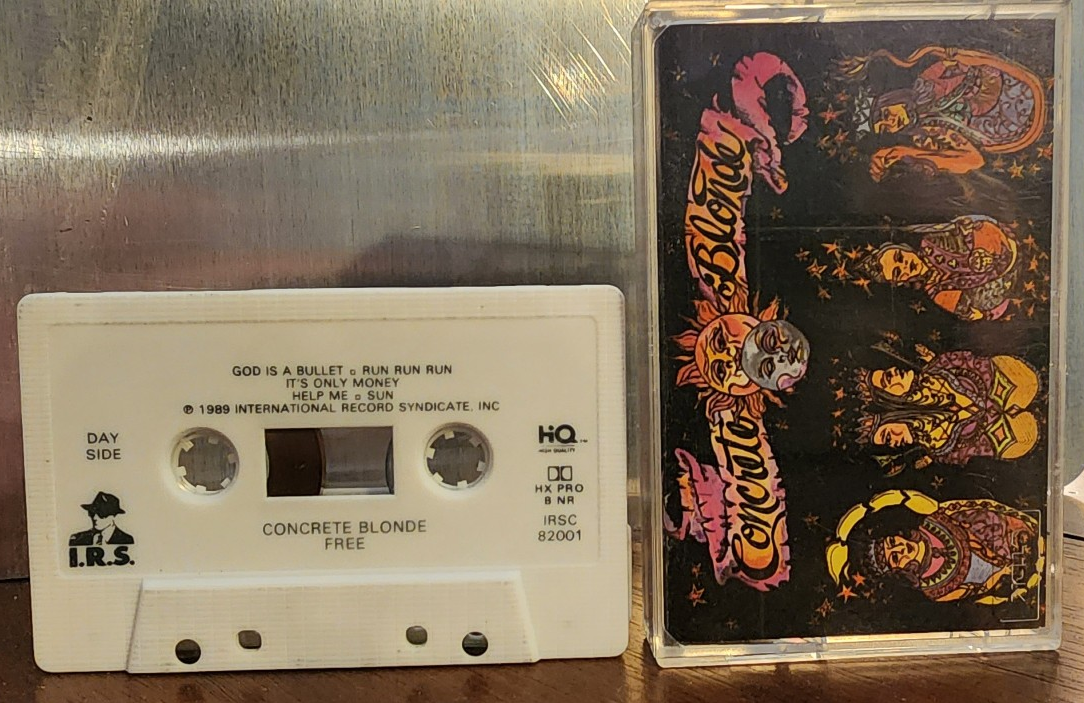 GOD IS A BULLET ▫ RUN RUN RUN
IT'S ONLY MONEY
HELP ME ▫ SUN
℗ 1989 INTERNATIONAL RECORD SYNDICATE, INC
DAY
SIDE
I.R.S.
HiQ
HIGH QUALITY
HX PRO
B NR
IRSC
82001
CONCRETE BLONDE
FREE
Concrete Blonde